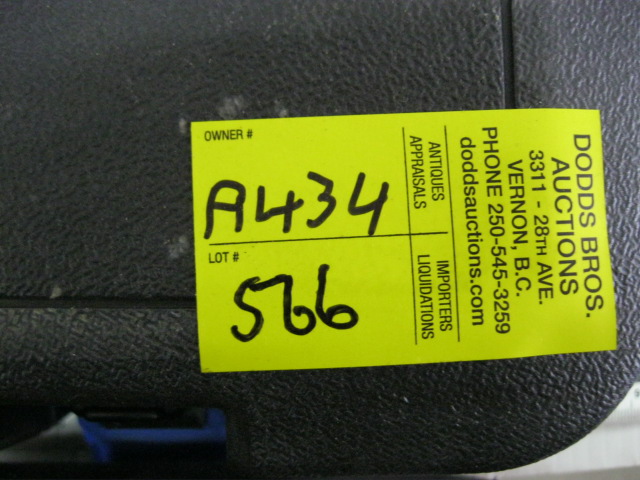 OWNER #
A434
LOT #
566
ANTIQUES
APPRAISALS
IMPORTERS
LIQUIDATIONS
DODDS BROS.
AUCTIONS
3311 - 28TH AVE.
VERNON, B.C.
PHONE 250-545-3259
doddsauctions.com